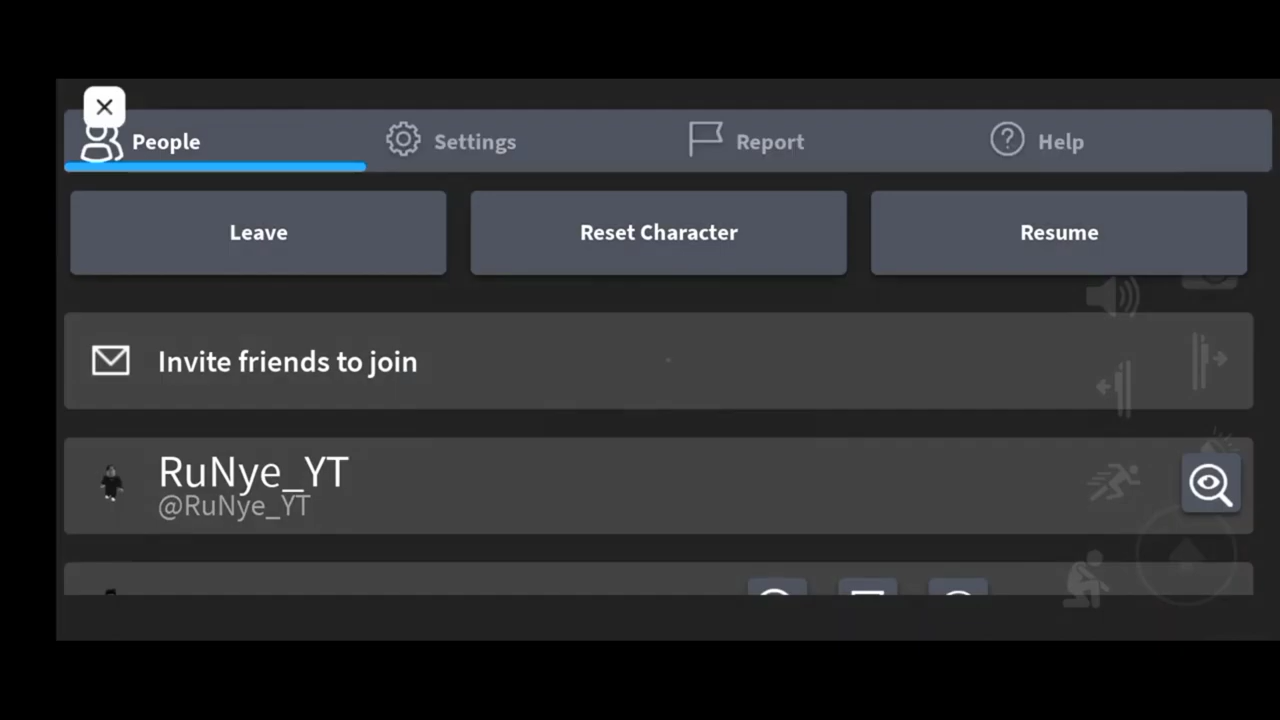 People
Settings
Report
Help
Leave
Reset Character
Resume
Invite friends to join
RuNye_YT
@RuNye_YT